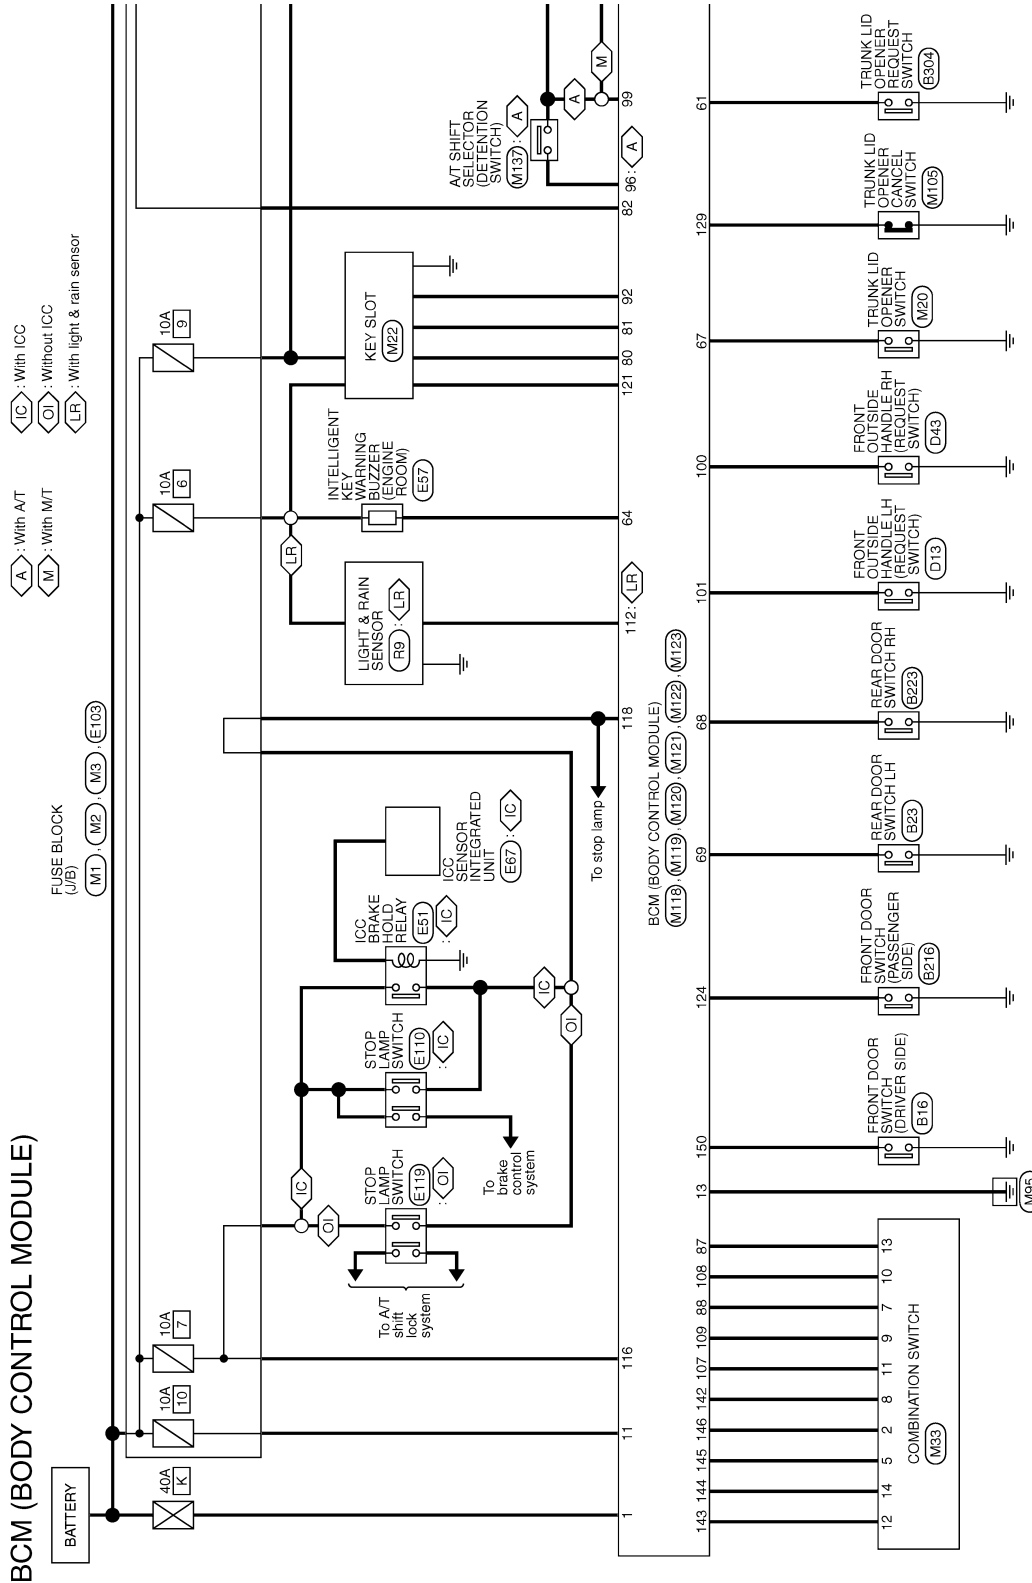 BCM (BODY CONTROL MODULE)
BATTERY
FUSE BLOCK
(J/B)
M1 , M2 , M3 , E103
A : With A/T
M : With M/T
IC : With ICC
OI : Without ICC
LR : With light & rain sensor
40A
K
10A
10
10A
7
10A
6
10A
9
IC
OI
To A/T
shift
lock
system
STOP
LAMP
SWITCH
E119
: OI
To
brake
control
system
STOP
LAMP
SWITCH
E110
: IC
ICC
BRAKE
HOLD
RELAY
E51
: IC
ICC
SENSOR
INTEGRATED
UNIT
E67 : IC
IC
OI
To stop lamp
LIGHT & RAIN
SENSOR
R9 : LR
LR
INTELLIGENT
KEY
WARNING
BUZZER
(ENGINE
ROOM)
E57
KEY SLOT
M22
A/T SHIFT
SELECTOR
(DETENTION
SWITCH)
M137 : A
A
M
1
11
116
118
112 : LR
64
121
80
81
92
82
96 : A
99
BCM (BODY CONTROL MODULE)
M118 , M119 , M120 , M121 , M122 , M123
143
144
145
146
142
107
109
88
108
87
13
150
124
69
68
101
100
67
129
61
12
14
5
2
8
11
9
7
10
13
COMBINATION SWITCH
M33
M95
FRONT DOOR
SWITCH
(DRIVER SIDE)
B16
FRONT DOOR
SWITCH
(PASSENGER
SIDE)
B216
REAR DOOR
SWITCH LH
B23
REAR DOOR
SWITCH RH
B223
FRONT
OUTSIDE
HANDLE LH
(REQUEST
SWITCH)
D13
FRONT
OUTSIDE
HANDLE RH
(REQUEST
SWITCH)
D43
TRUNK LID
OPENER
SWITCH
M20
TRUNK LID
OPENER
CANCEL
SWITCH
M105
TRUNK LID
OPENER
REQUEST
SWITCH
B304